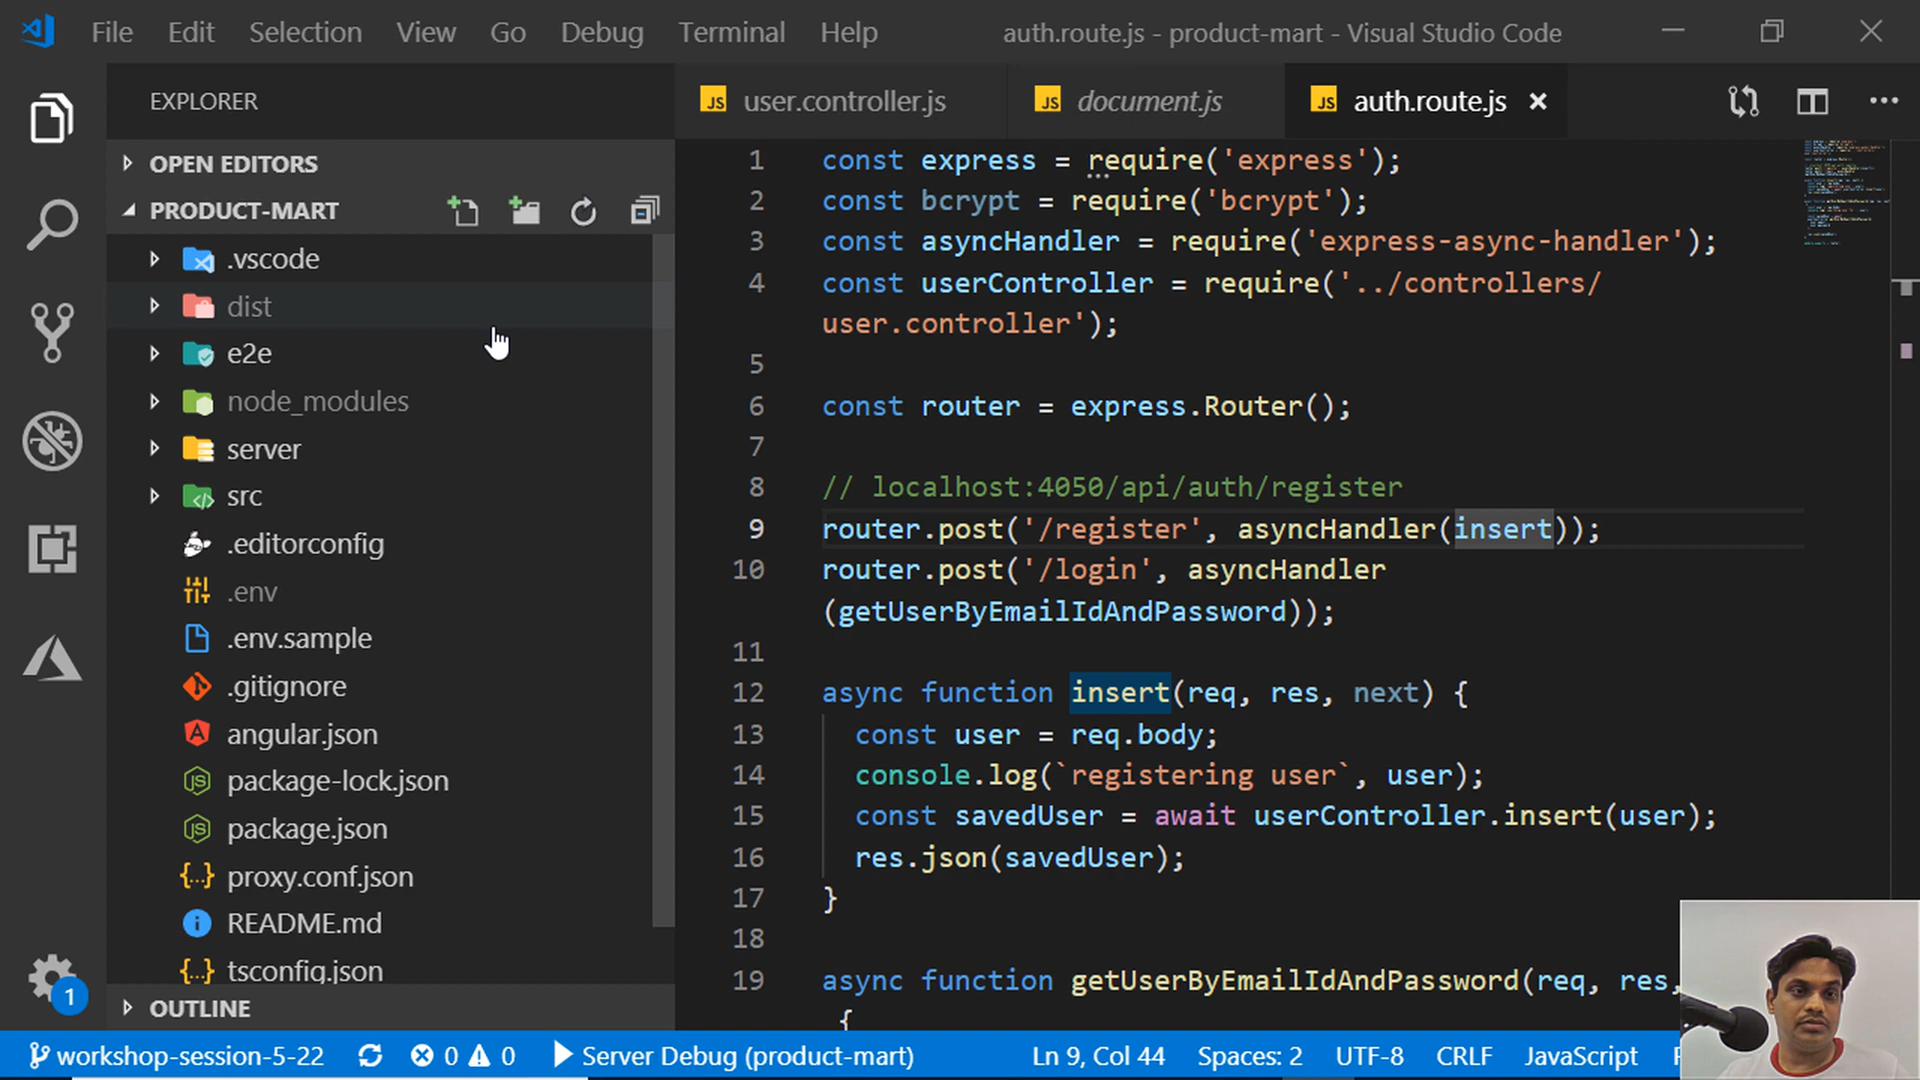 File Edit Selection View Go Debug Terminal Help auth.route.js - product-mart - Visual Studio Code
EXPLORER
OPEN EDITORS
PRODUCT-MART
.vscode
dist
e2e
node_modules
server
src
.editorconfig
.env
.env.sample
.gitignore
angular.json
package-lock.json
package.json
proxy.conf.json
README.md
tsconfig.json
OUTLINE
JS user.controller.js JS document.js JS auth.route.js
1 const express = require('express');
2 const bcrypt = require('bcrypt');
3 const asyncHandler = require('express-async-handler');
4 const userController = require('../controllers/
user.controller');
5
6 const router = express.Router();
7
8 // localhost:4050/api/auth/register
9 router.post('/register', asyncHandler(insert));
10 router.post('/login', asyncHandler
(getUserByEmailIdAndPassword));
11
12 async function insert(req, res, next) {
13 const user = req.body;
14 console.log(`registering user`, user);
15 const savedUser = await userController.insert(user);
16 res.json(savedUser);
17 }
18
19 async function getUserByEmailIdAndPassword(req, res,
{
1
workshop-session-5-22 0 0 Server Debug (product-mart) Ln 9, Col 44 Spaces: 2 UTF-8 CRLF JavaScript